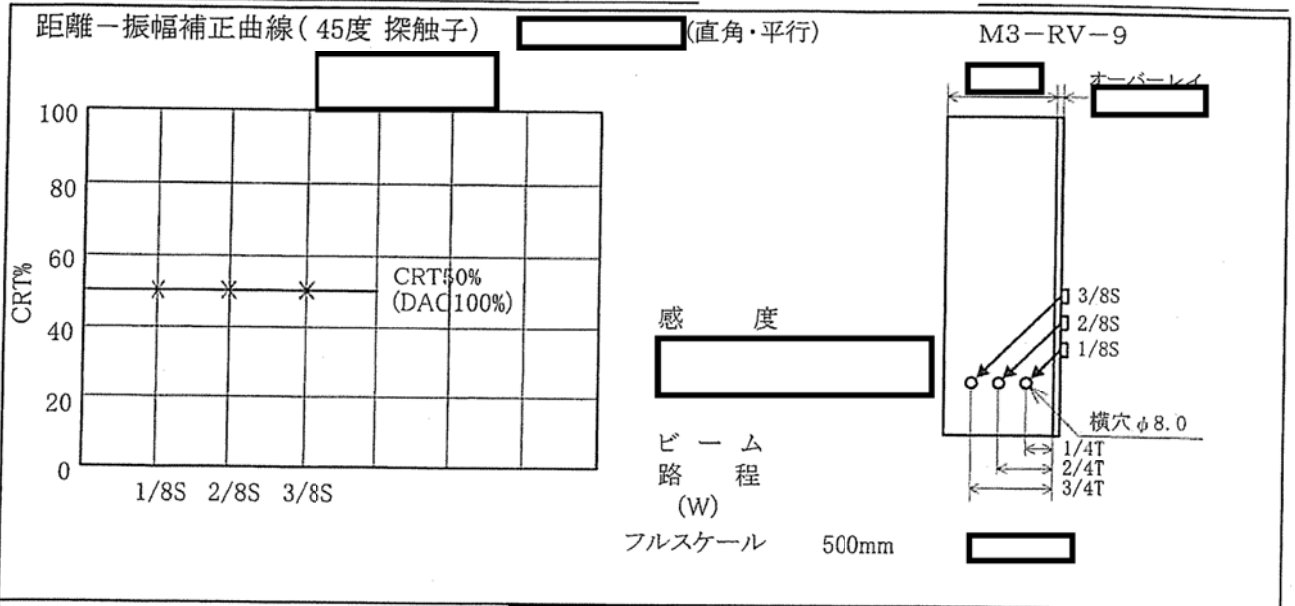 距離－振幅補正曲線( 45度 探触子)
(直角・平行)
M3－RV－9
オーバーレイ
100
80
60
40
20
0
CRT%
CRT50%
(DAC100%)
1/8S 2/8S 3/8S
感 度
ビ ー ム
路 程
(W)
フルスケール 500mm
3/8S
2/8S
1/8S
横穴φ8.0
1/4T
2/4T
3/4T